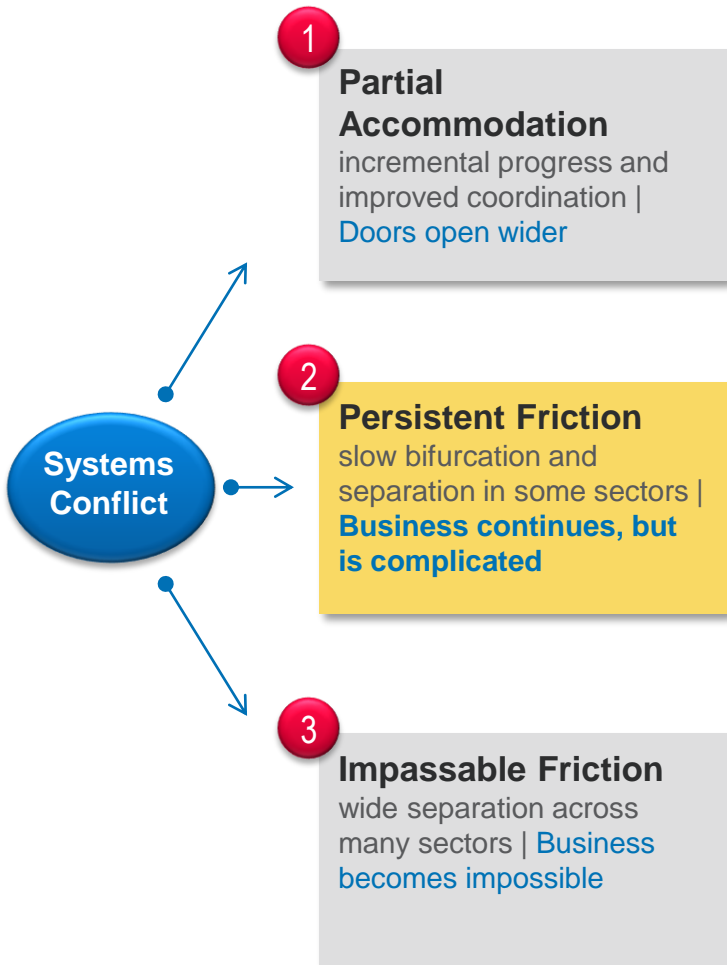 1
Partial
Accommodation
incremental progress and
improved coordination |
Doors open wider
Systems
Conflict
2
Persistent Friction
slow bifurcation and
separation in some sectors |
Business continues, but
is complicated
3
Impassable Friction
wide separation across
many sectors | Business
becomes impossible